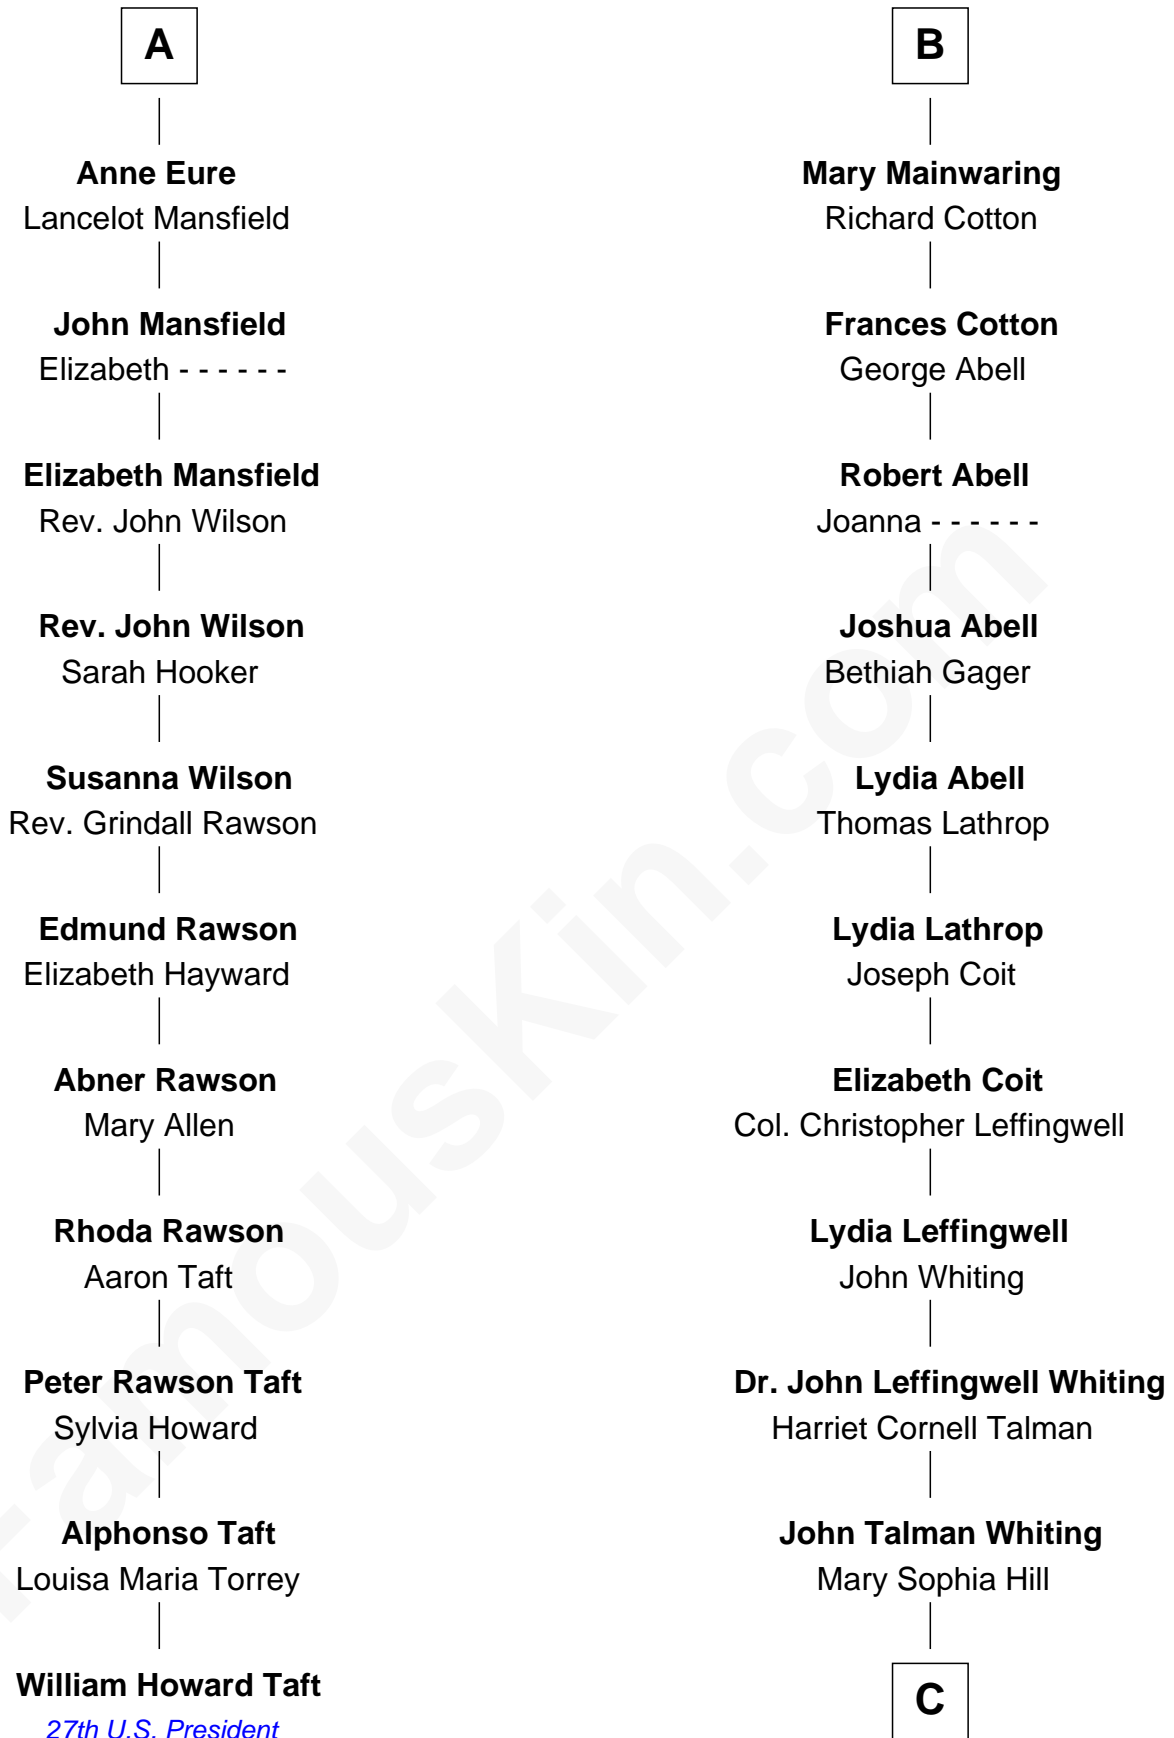 A
Anne Eure
Lancelot Mansfield
John Mansfield
Elizabeth - - - - - -
Elizabeth Mansfield
Rev. John Wilson
Rev. John Wilson
Sarah Hooker
Susanna Wilson
Rev. Grindall Rawson
Edmund Rawson
Elizabeth Hayward
Abner Rawson
Mary Allen
Rhoda Rawson
Aaron Taft
Peter Rawson Taft
Sylvia Howard
Alphonso Taft
Louisa Maria Torrey
William Howard Taft
27th U.S. President
B
Mary Mainwaring
Richard Cotton
Frances Cotton
George Abell
Robert Abell
Joanna - - - - - -
Joshua Abell
Bethiah Gager
Lydia Abell
Thomas Lathrop
Lydia Lathrop
Joseph Coit
Elizabeth Coit
Col. Christopher Leffingwell
Lydia Leffingwell
John Whiting
Dr. John Leffingwell Whiting
Harriet Cornell Talman
John Talman Whiting
Mary Sophia Hill
C
FamousKin.com